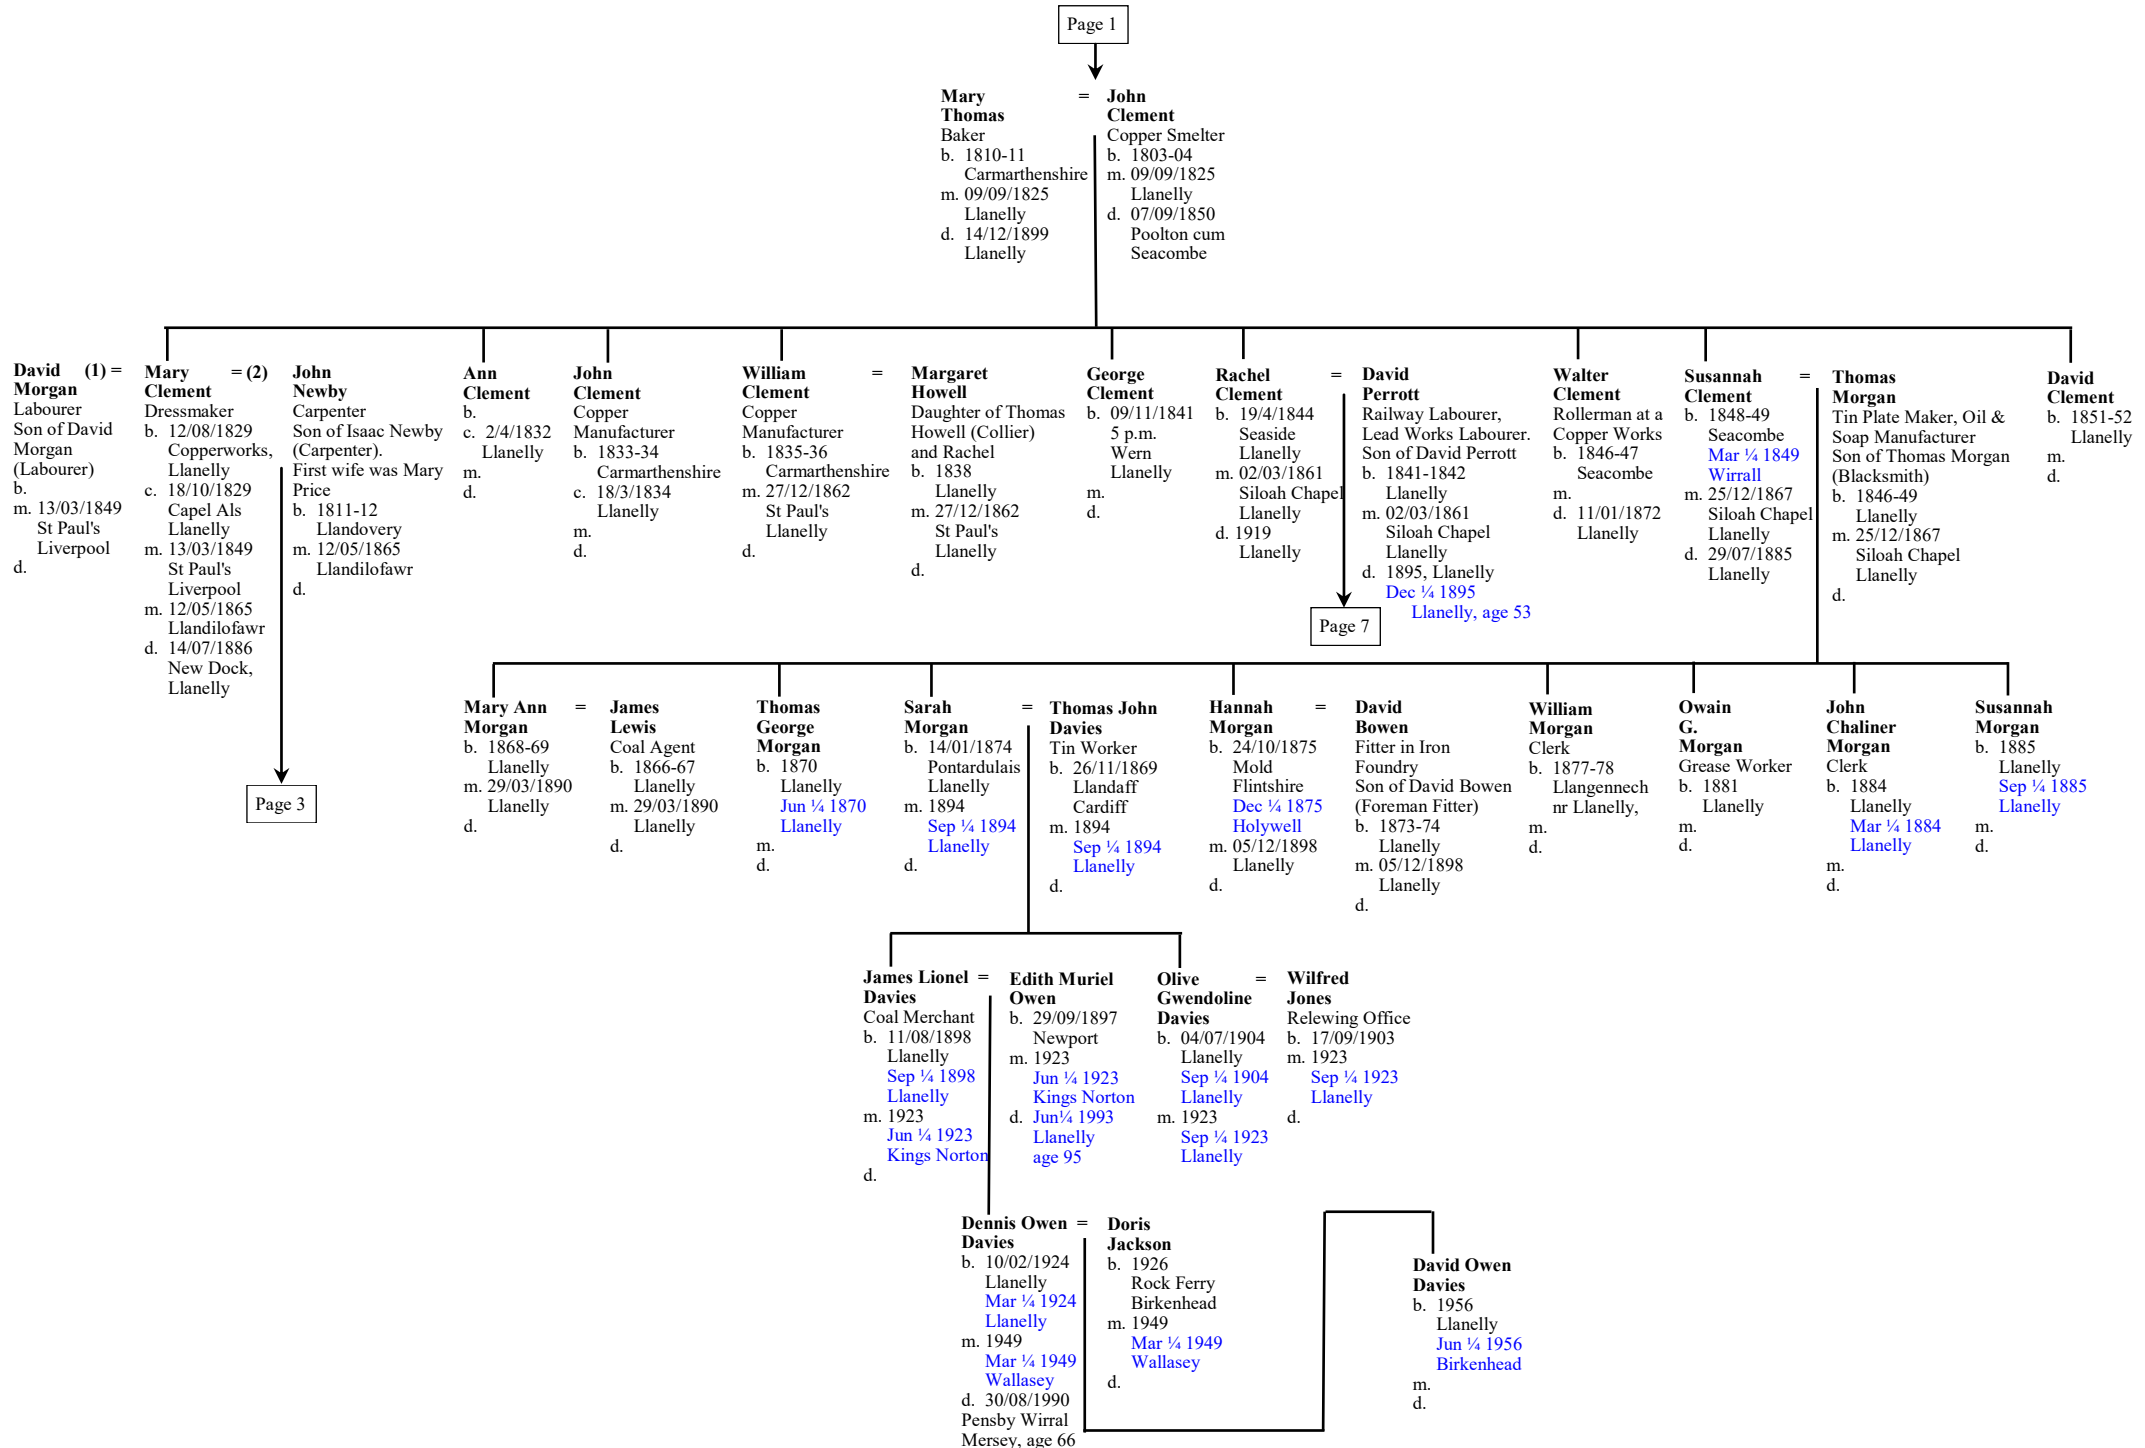 Page 1
Mary =
Thomas
Baker
b. 1810-11
Carmarthenshire
m. 09/09/1825
Llanelly
d. 14/12/1899
Llanelly
John
Clement
Copper Smelter
b. 1803-04
m. 09/09/1825
Llanelly
d. 07/09/1850
Poolton cum
Seacombe
David (1) =
Morgan
Labourer
Son of David
Morgan
(Labourer)
b.
m. 13/03/1849
St Paul's
Liverpool
d.
Mary = (2)
Clement
Dressmaker
b. 12/08/1829
Copperworks,
Llanelly
c. 18/10/1829
Capel Als
Llanelly
m. 13/03/1849
St Paul's
Liverpool
m. 12/05/1865
Llandilofawr
d. 14/07/1886
New Dock,
Llanelly
John
Newby
Carpenter
Son of Isaac Newby
(Carpenter).
First wife was Mary
Price
b. 1811-12
Llandovery
m. 12/05/1865
Llandilofawr
d.
Page 3
Ann
Clement
b.
c. 2/4/1832
Llanelly
m.
d.
John
Clement
Copper
Manufacturer
b. 1833-34
Carmarthenshire
c. 18/3/1834
Llanelly
m.
d.
William =
Clement
Copper
Manufacturer
b. 1835-36
Carmarthenshire
m. 27/12/1862
St Paul's
Llanelly
d.
Margaret
Howell
Daughter of Thomas
Howell (Collier)
and Rachel
b. 1838
Llanelly
m. 27/12/1862
St Paul's
Llanelly
d.
George
Clement
b. 09/11/1841
5 p.m.
Wern
Llanelly
m.
d.
Rachel =
Clement
b. 19/4/1844
Seaside
Llanelly
m. 02/03/1861
Siloah Chapel
Llanelly
d. 1919
Llanelly
David
Perrott
Railway Labourer,
Lead Works Labourer.
Son of David Perrott
b. 1841-1842
Llanelly
m. 02/03/1861
Siloah Chapel
Llanelly
d. 1895, Llanelly
Dec ¼ 1895
Llanelly, age 53
Page 7
Walter
Clement
Rollerman at a
Copper Works
b. 1846-47
Seacombe
m.
d. 11/01/1872
Llanelly
Susannah =
Clement
b. 1848-49
Seacombe
Mar ¼ 1849
Wirrall
m. 25/12/1867
Siloah Chapel
Llanelly
d. 29/07/1885
Llanelly
Thomas
Morgan
Tin Plate Maker, Oil &
Soap Manufacturer
Son of Thomas Morgan
(Blacksmith)
b. 1846-49
Llanelly
m. 25/12/1867
Siloah Chapel
Llanelly
d.
David
Clement
b. 1851-52
Llanelly
m.
d.
Mary Ann =
Morgan
b. 1868-69
Llanelly
m. 29/03/1890
Llanelly
d.
James
Lewis
Coal Agent
b. 1866-67
Llanelly
m. 29/03/1890
Llanelly
d.
Thomas
George
Morgan
b. 1870
Llanelly
Jun ¼ 1870
Llanelly
m.
d.
Sarah =
Morgan
b. 14/01/1874
Pontardulais
Llanelly
m. 1894
Sep ¼ 1894
Llanelly
d.
Thomas John
Davies
Tin Worker
b. 26/11/1869
Llandaff
Cardiff
m. 1894
Sep ¼ 1894
Llanelly
d.
Hannah =
Morgan
b. 24/10/1875
Mold
Flintshire
Dec ¼ 1875
Holywell
m. 05/12/1898
Llanelly
d.
David
Bowen
Fitter in Iron
Foundry
Son of David Bowen
(Foreman Fitter)
b. 1873-74
Llanelly
m. 05/12/1898
Llanelly
d.
William
Morgan
Clerk
b. 1877-78
Llangennech
nr Llanelly,
m.
d.
Owain
G.
Morgan
Grease Worker
b. 1881
Llanelly
m.
d.
John
Chaliner
Morgan
Clerk
b. 1884
Llanelly
Mar ¼ 1884
Llanelly
m.
d.
Susannah
Morgan
b. 1885
Llanelly
Sep ¼ 1885
Llanelly
m.
d.
James Lionel =
Davies
Coal Merchant
b. 11/08/1898
Llanelly
Sep ¼ 1898
Llanelly
m. 1923
Jun ¼ 1923
Kings Norton
d.
Edith Muriel
Owen
b. 29/09/1897
Newport
m. 1923
Jun ¼ 1923
Kings Norton
d. Jun¼ 1993
Llanelly
age 95
Olive =
Gwendoline
Davies
b. 04/07/1904
Llanelly
Sep ¼ 1904
Llanelly
m. 1923
Sep ¼ 1923
Llanelly
Wilfred
Jones
Relewing Office
b. 17/09/1903
m. 1923
Sep ¼ 1923
Llanelly
d.
Dennis Owen =
Davies
b. 10/02/1924
Llanelly
Mar ¼ 1924
Llanelly
m. 1949
Mar ¼ 1949
Wallasey
d. 30/08/1990
Pensby Wirral
Mersey, age 66
Doris
Jackson
b. 1926
Rock Ferry
Birkenhead
m. 1949
Mar ¼ 1949
Wallasey
d.
David Owen
Davies
b. 1956
Llanelly
Jun ¼ 1956
Birkenhead
m.
d.